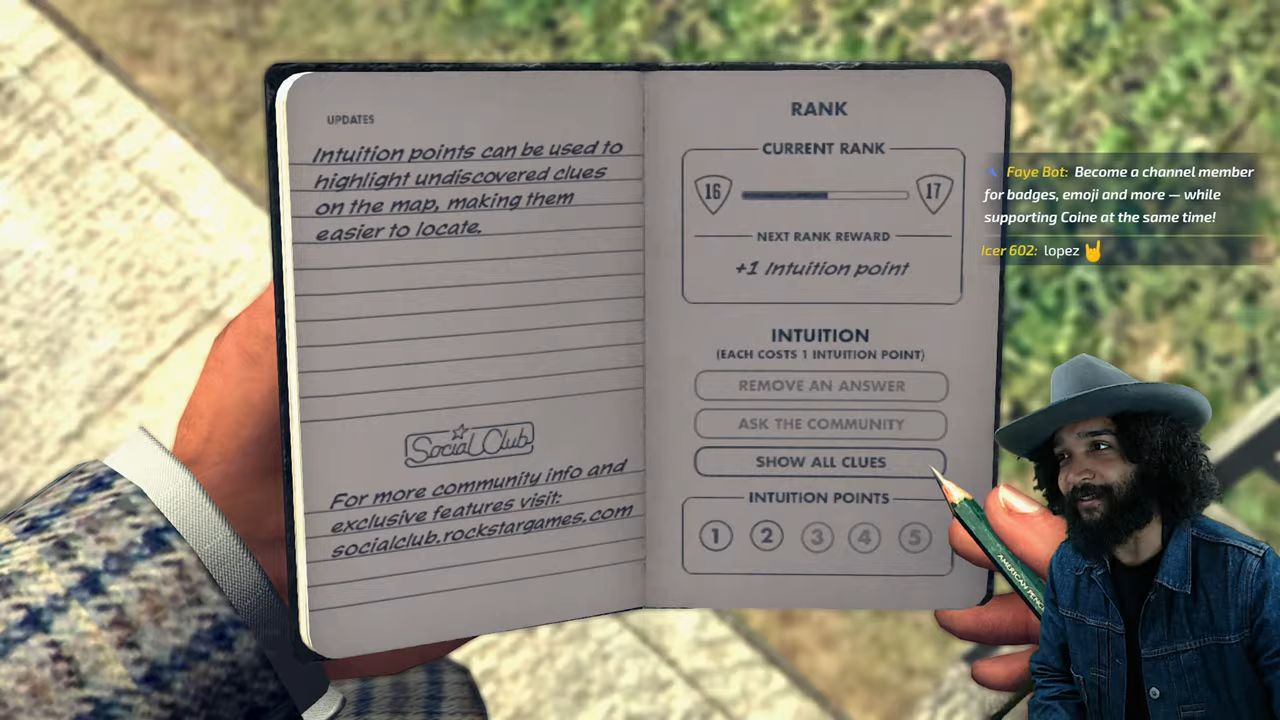 UPDATES
Intuition points can be used to
highlight undiscovered clues
on the map, making them
easier to locate.
Social Club
For more community info and
exclusive features visit:
socialclub.rockstargames.com
RANK
CURRENT RANK
16
17
NEXT RANK REWARD
+1 Intuition point
INTUITION
(EACH COSTS 1 INTUITION POINT)
REMOVE AN ANSWER
ASK THE COMMUNITY
SHOW ALL CLUES
INTUITION POINTS
1 2 3 4 5
AMERICAN
Faye Bot: Become a channel member
for badges, emoji and more — while
supporting Coine at the same time!
Icer 602: lopez 🤘